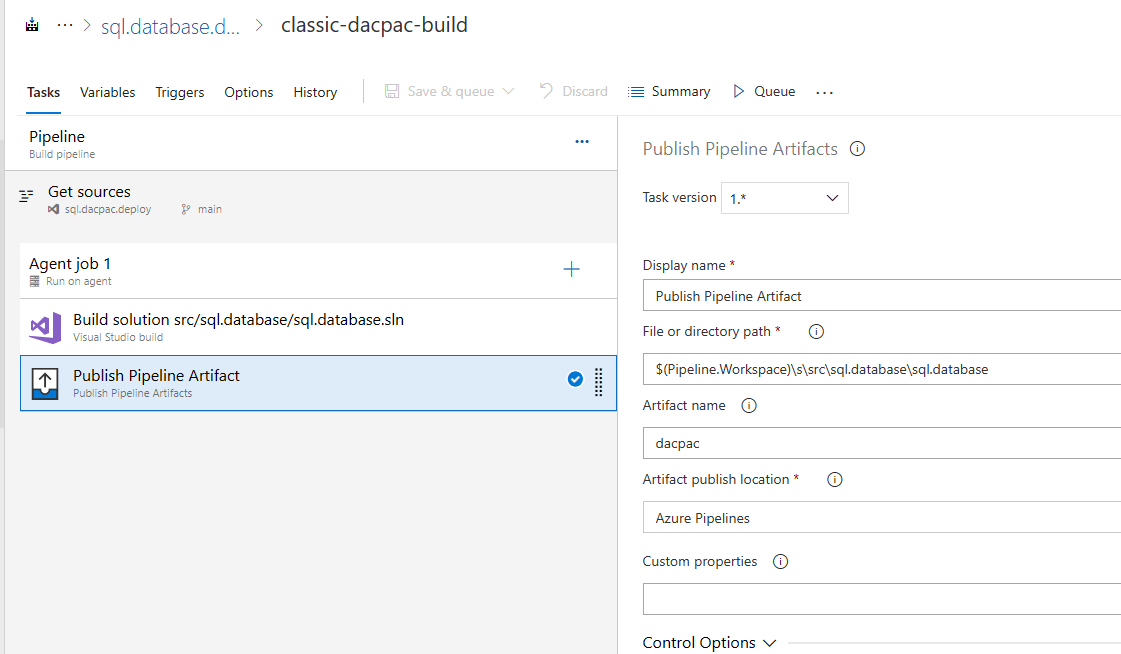 ··· > sql.database.d... > classic-dacpac-build
Tasks Variables Triggers Options History Save & queue Discard Summary Queue ...
Pipeline
Build pipeline
...
Get sources
sql.dacpac.deploy main
Agent job 1
Run on agent
Build solution src/sql.database/sql.database.sln
Visual Studio build
Publish Pipeline Artifact
Publish Pipeline Artifacts
Publish Pipeline Artifacts
Task version 1.*
Display name *
Publish Pipeline Artifact
File or directory path *
$(Pipeline.Workspace)\s\src\sql.database\sql.database
Artifact name
dacpac
Artifact publish location *
Azure Pipelines
Custom properties
Control Options